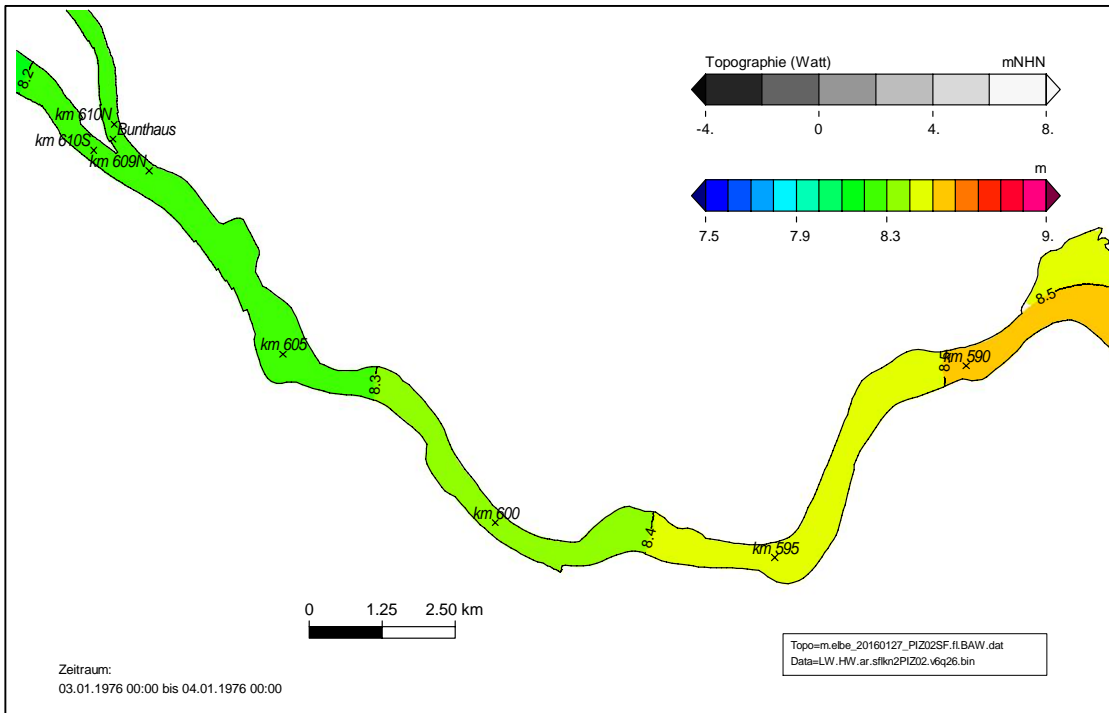 Topographie (Watt) mNHN
-4. 0 4. 8.
m
7.5 7.9 8.3 9.
8.2
km 610N
Bunthaus
km 610S
km 609N
8.5
km 605
km 590
8.3
km 600
8.4
km 595
0 1.25 2.50 km
Topo=m.elbe_20160127_PIZ02SF.fl.BAW.dat
Data=LW.HW.ar.sflkn2PIZ02.v6q26.bin
Zeitraum:
03.01.1976 00:00 bis 04.01.1976 00:00